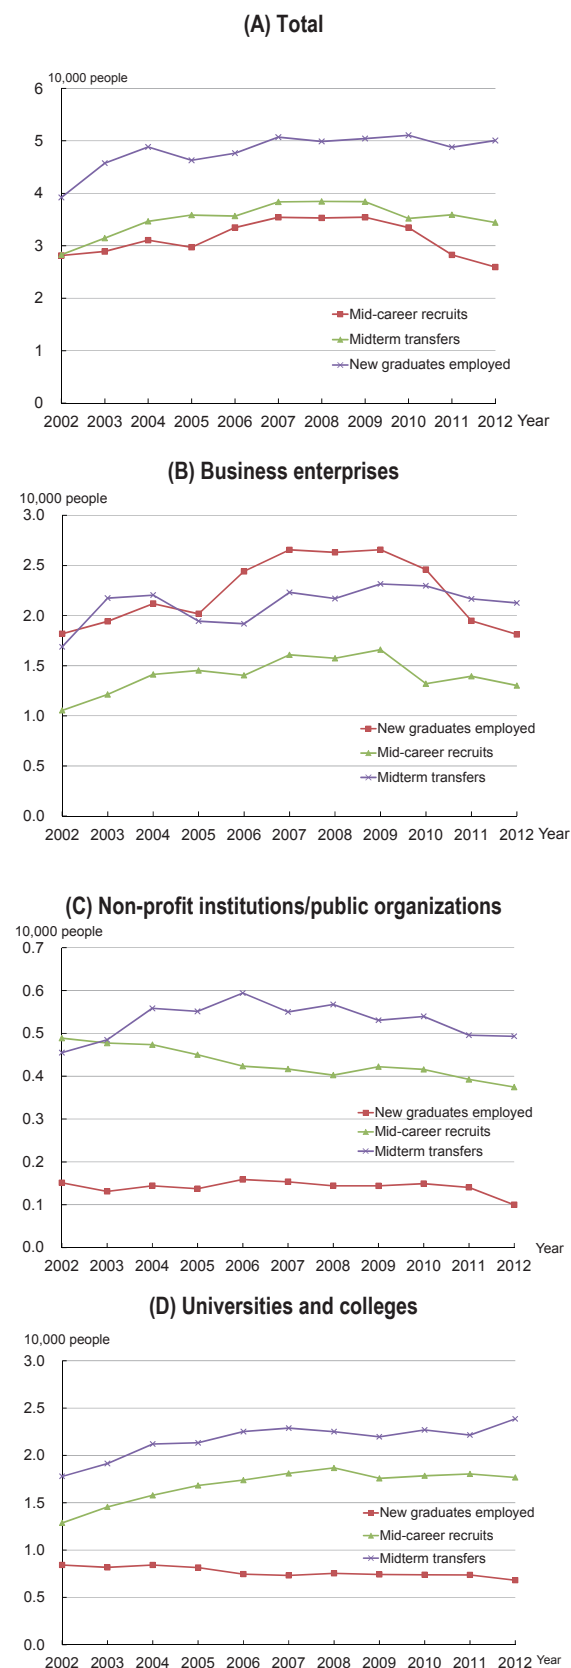 (A) Total
10,000 people
6
5
4
3
2
1
0
Mid-career recruits
Midterm transfers
New graduates employed
2002 2003 2004 2005 2006 2007 2008 2009 2010 2011 2012 Year
(B) Business enterprises
10,000 people
3.0
2.5
2.0
1.5
1.0
0.5
0.0
New graduates employed
Mid-career recruits
Midterm transfers
2002 2003 2004 2005 2006 2007 2008 2009 2010 2011 2012 Year
(C) Non-profit institutions/public organizations
10,000 people
0.7
0.6
0.5
0.4
0.3
0.2
0.1
0.0
New graduates employed
Mid-career recruits
Midterm transfers
2002 2003 2004 2005 2006 2007 2008 2009 2010 2011 2012 Year
(D) Universities and colleges
10,000 people
3.0
2.5
2.0
1.5
1.0
0.5
0.0
New graduates employed
Mid-career recruits
Midterm transfers
2002 2003 2004 2005 2006 2007 2008 2009 2010 2011 2012 Year